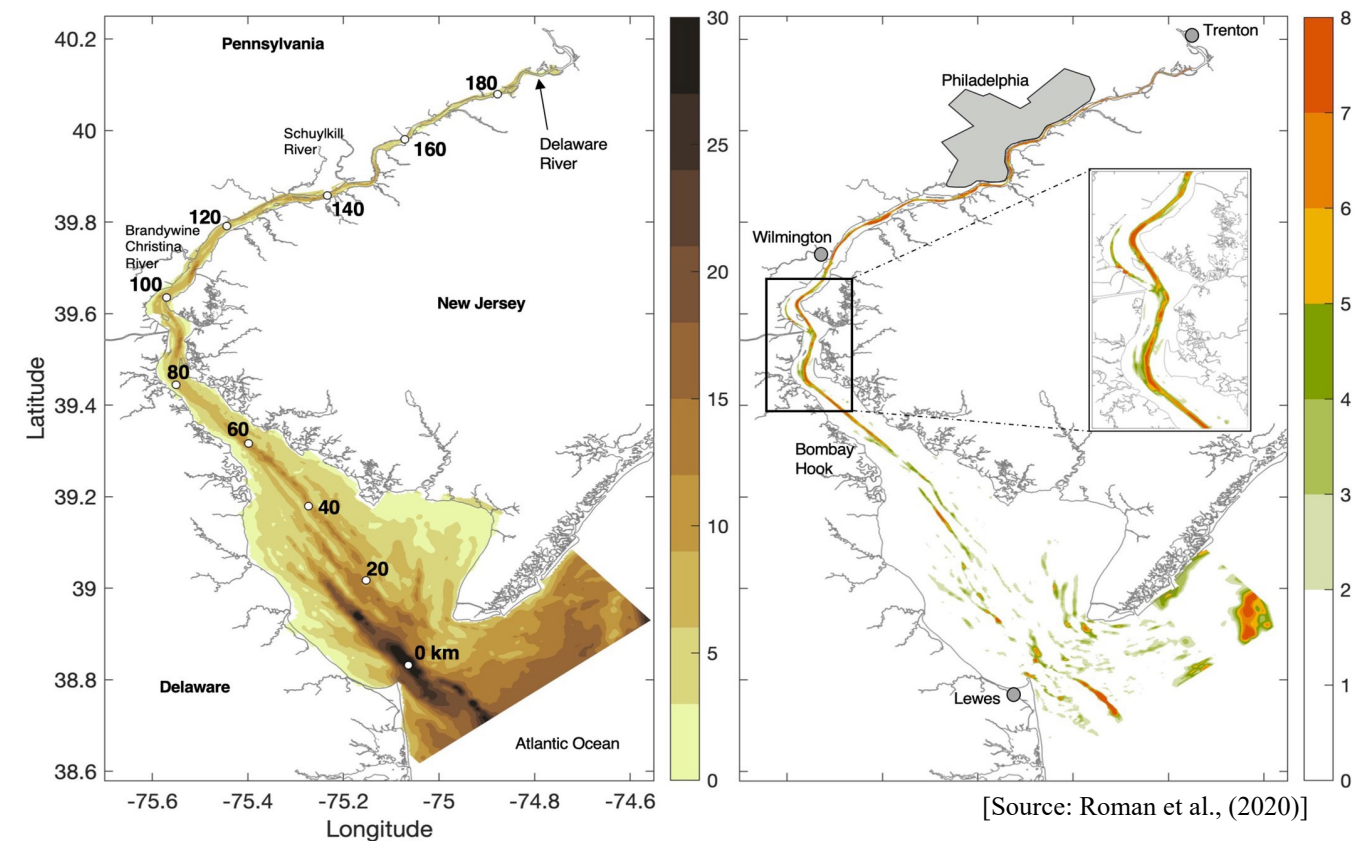 Pennsylvania
40.2
180
40
Schuylkill
River
160
Delaware
River
140
39.8
120
Brandywine
Christina
River
100
New Jersey
39.6
80
39.4
60
39.2
40
20
39
0 km
38.8
Delaware
Atlantic Ocean
38.6
-75.6
-75.4
-75.2
-75
-74.8
-74.6
Latitude
Longitude
30
25
20
15
10
5
0
Trenton
Philadelphia
Wilmington
Bombay
Hook
Lewes
8
7
6
5
4
3
2
1
0
[Source: Roman et al., (2020)]